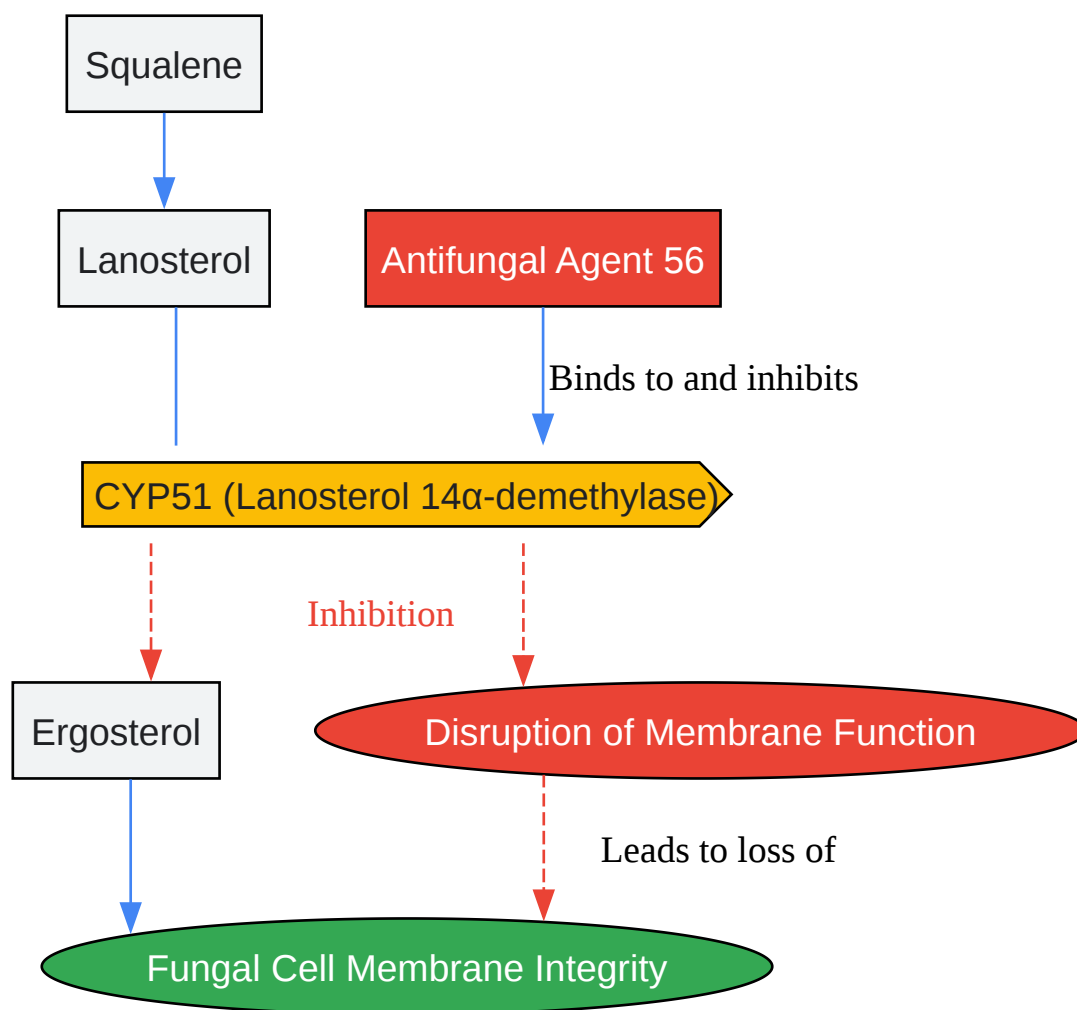 Squalene
Lanosterol
Antifungal Agent 56
Binds to and inhibits
CYP51 (Lanosterol 14α-demethylase)
Inhibition
Ergosterol
Disruption of Membrane Function
Leads to loss of
Fungal Cell Membrane Integrity